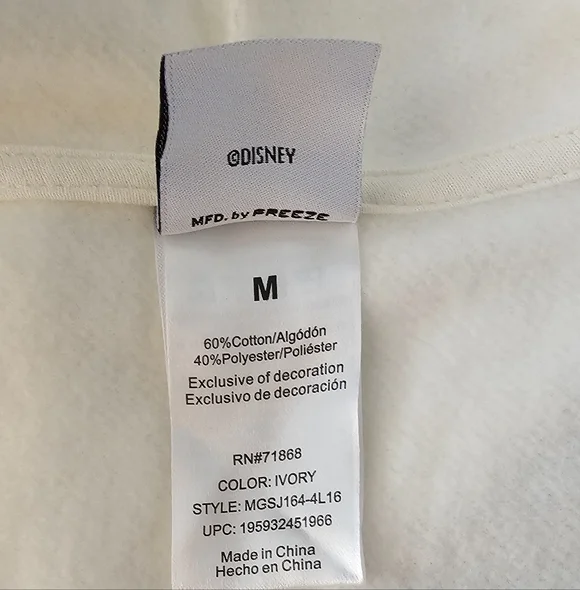 ©DISNEY
MFD. by FREEZE
M
60%Cotton/Algódón
40%Polyester/Poliéster
Exclusive of decoration
Exclusivo de decoración
RN#71868
COLOR: IVORY
STYLE: MGSJ164-4L16
UPC: 195932451966
Made in China
Hecho en China